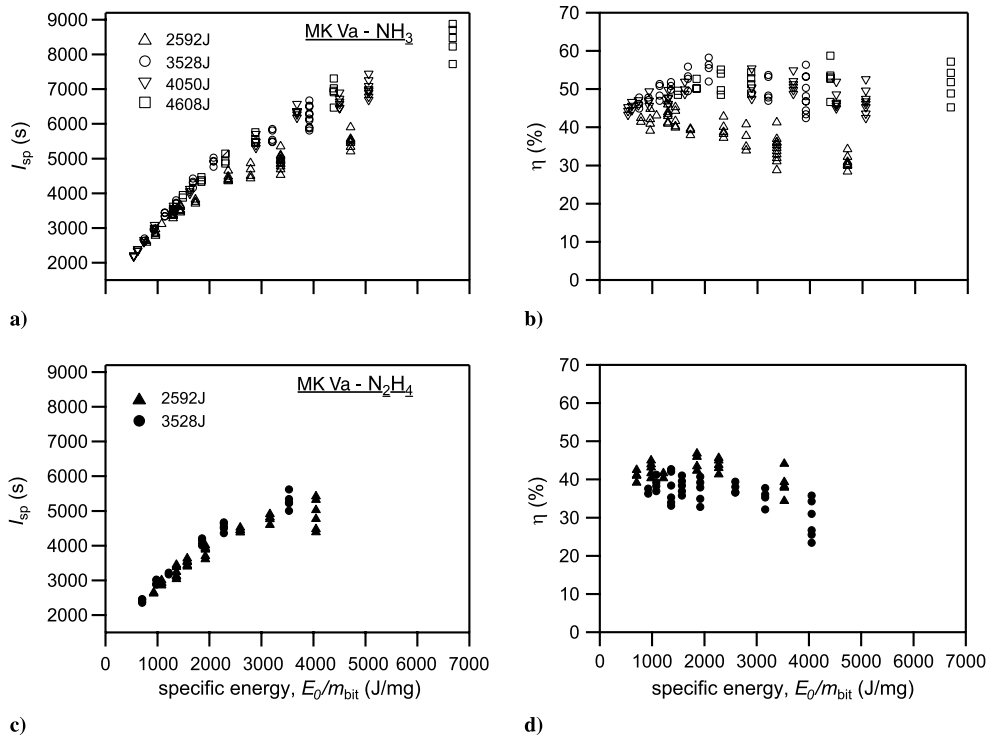 9000
8000
7000
6000
5000
4000
3000
2000
I_sp (s)
MK Va - NH₃
2592J
3528J
4050J
4608J
a)
70
60
50
40
30
20
10
0
η (%)
b)
9000
8000
7000
6000
5000
4000
3000
2000
I_sp (s)
MK Va - N₂H₄
2592J
3528J
0 1000 2000 3000 4000 5000 6000 7000
specific energy, E₀/m_bit (J/mg)
c)
70
60
50
40
30
20
10
0
η (%)
0 1000 2000 3000 4000 5000 6000 7000
specific energy, E₀/m_bit (J/mg)
d)